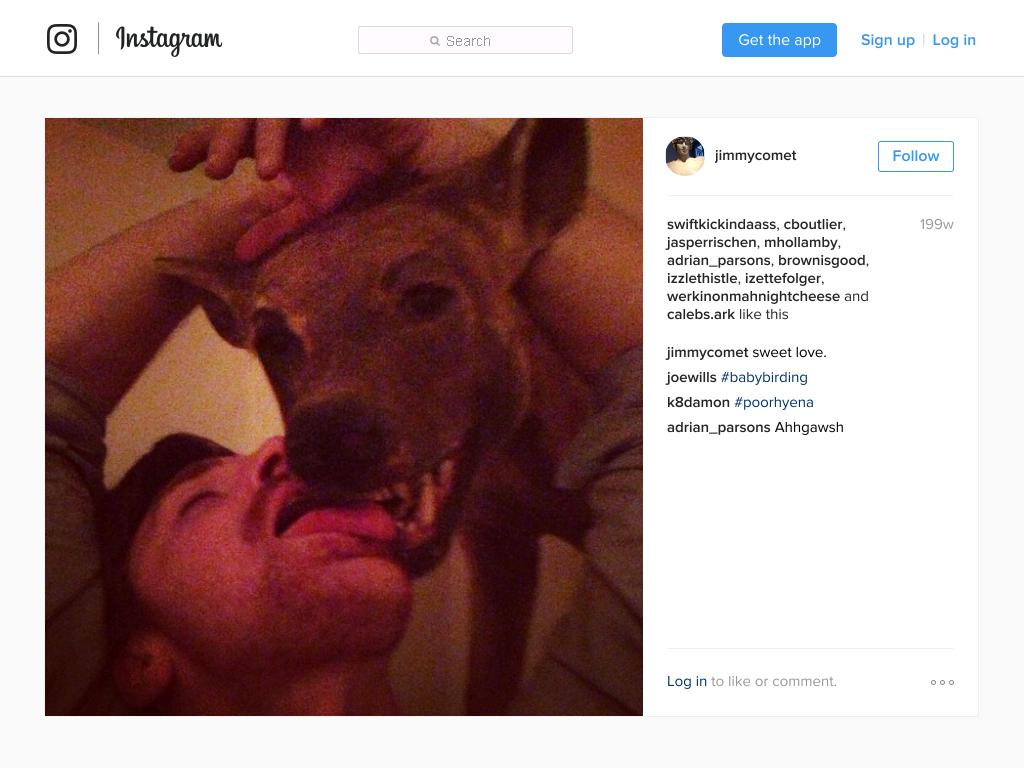 Instagram
Search
Get the app
Sign up | Log in
jimmycomet
Follow
swiftkickindaass, cboutlier,
199w
jasperrischen, mhollamby,
adrian_parsons, brownisgood,
izzlethistle, izettefolger,
werkinonmahnightcheese and
calebs.ark like this
jimmycomet sweet love.
joewills #babybirding
k8damon #poorhyena
adrian_parsons Ahhgawsh
Log in to like or comment.